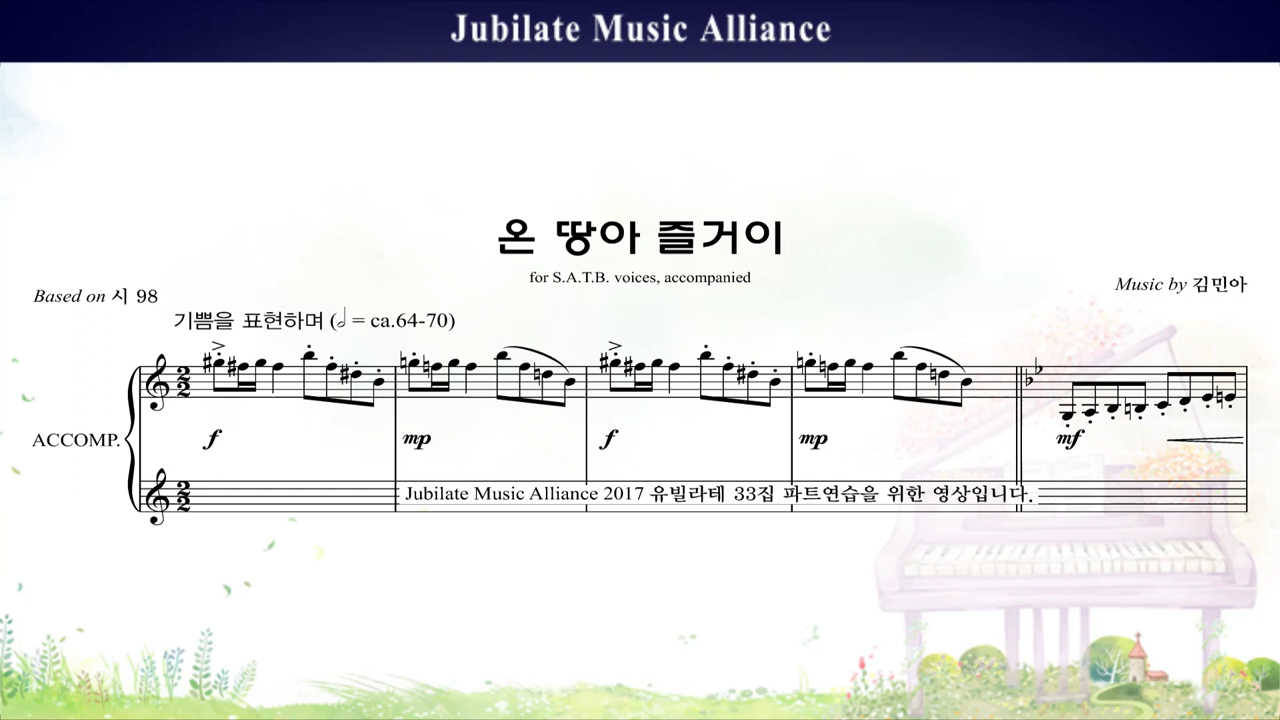 Jubilate Music Alliance
온 땅아 즐거이
for S.A.T.B. voices, accompanied
Based on 시 98
Music by 김민아
기쁨을 표현하며 (𝅗𝅥 = ca.64-70)
ACCOMP.
f mp f mp mf
Jubilate Music Alliance 2017 유빌라테 33집 파트연습을 위한 영상입니다.